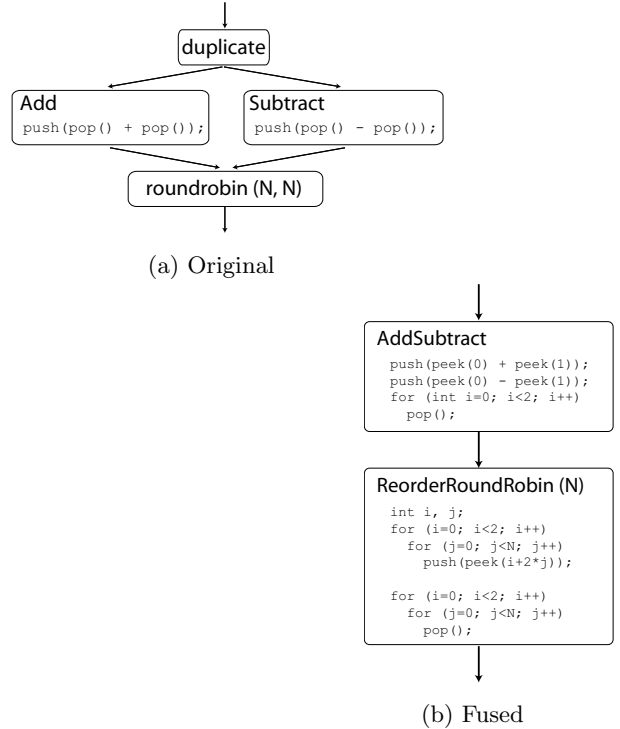 duplicate
Add
push(pop() + pop());
Subtract
push(pop() - pop());
roundrobin (N, N)
(a) Original
AddSubtract
push(peek(0) + peek(1));
push(peek(0) - peek(1));
for (int i=0; i<2; i++)
pop();
ReorderRoundRobin (N)
int i, j;
for (i=0; i<2; i++)
for (j=0; j<N; j++)
push(peek(i+2*j));
for (i=0; i<2; i++)
for (j=0; j<N; j++)
pop();
(b) Fused